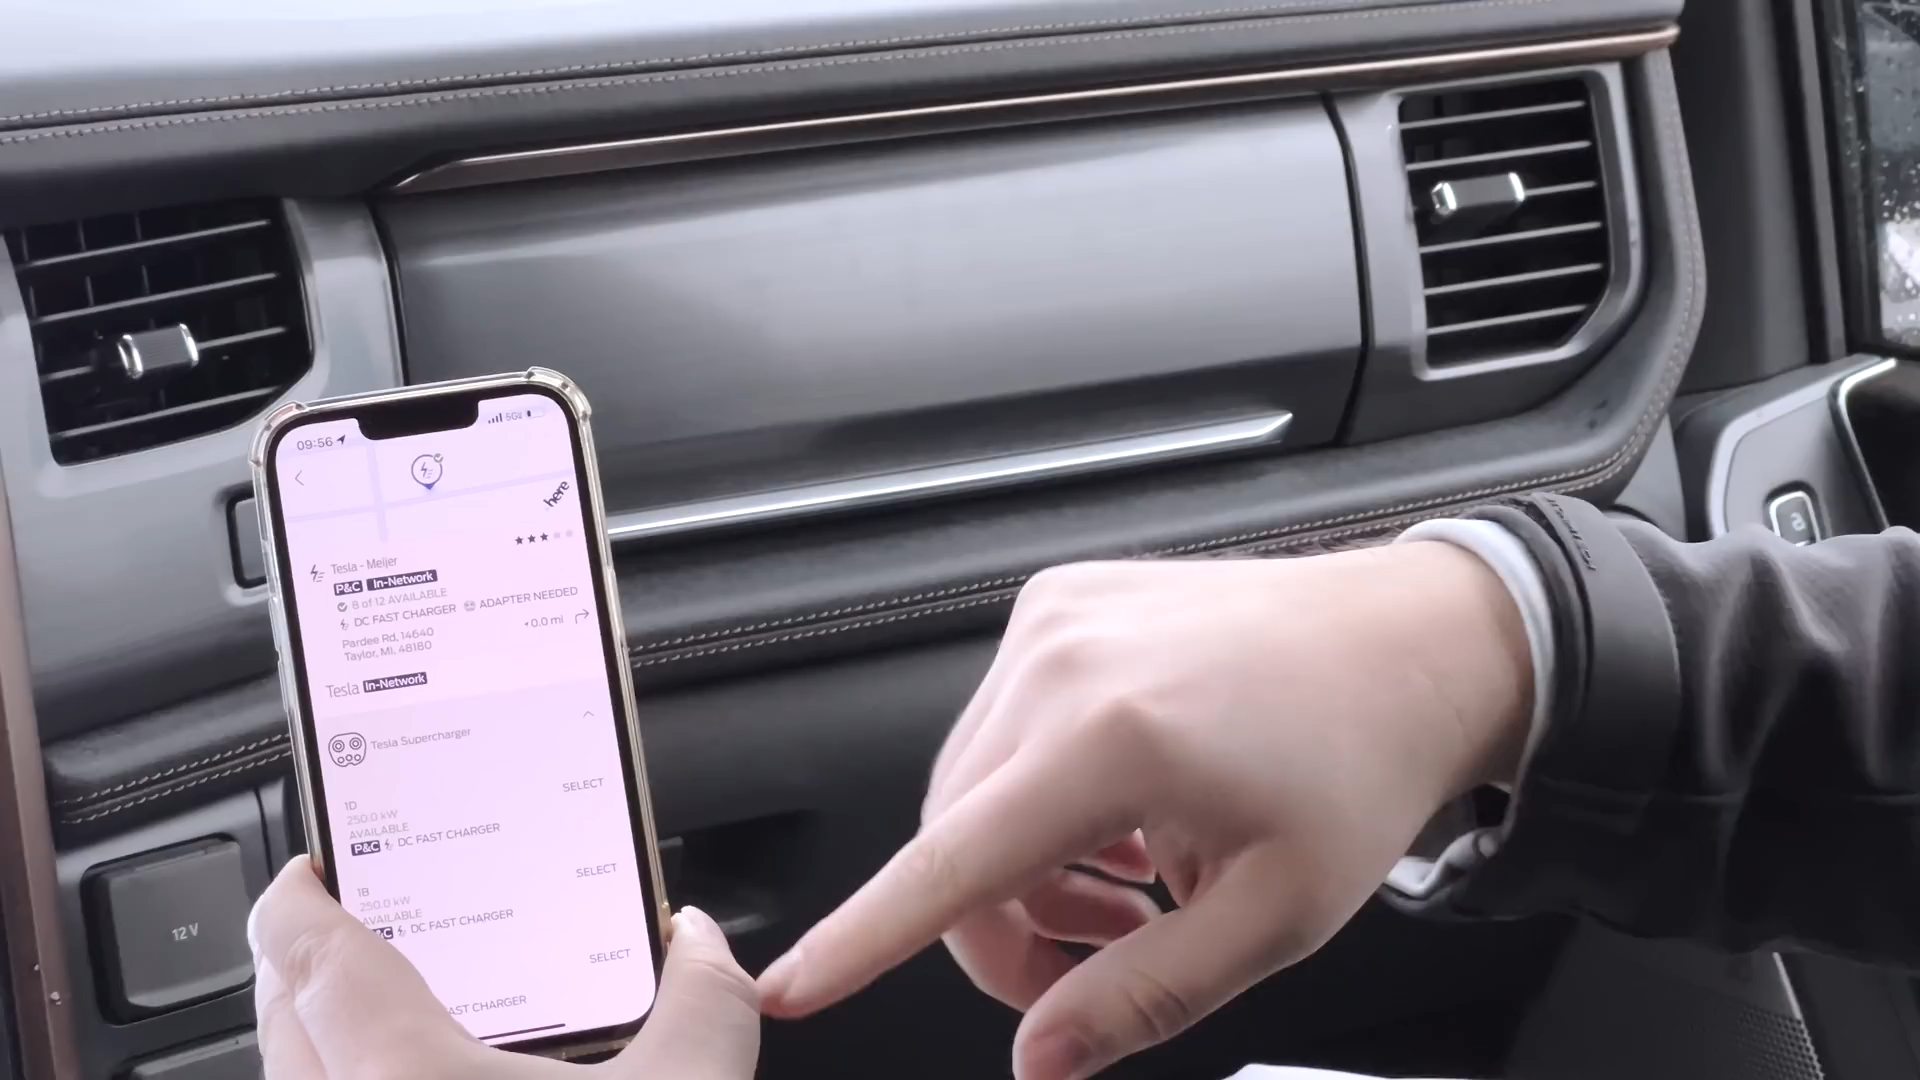 09:56
5G
here
Tesla - Meijer
P&C In-Network
8 of 12 AVAILABLE
DC FAST CHARGER ADAPTER NEEDED
Pardee Rd, 14640
Taylor, MI, 48180
0.0 mi
Tesla In-Network
Tesla Supercharger
1D
SELECT
250.0 kW
AVAILABLE
P&C DC FAST CHARGER
1B
SELECT
250.0 kW
AVAILABLE
DC FAST CHARGER
SELECT
AST CHARGER
12 V